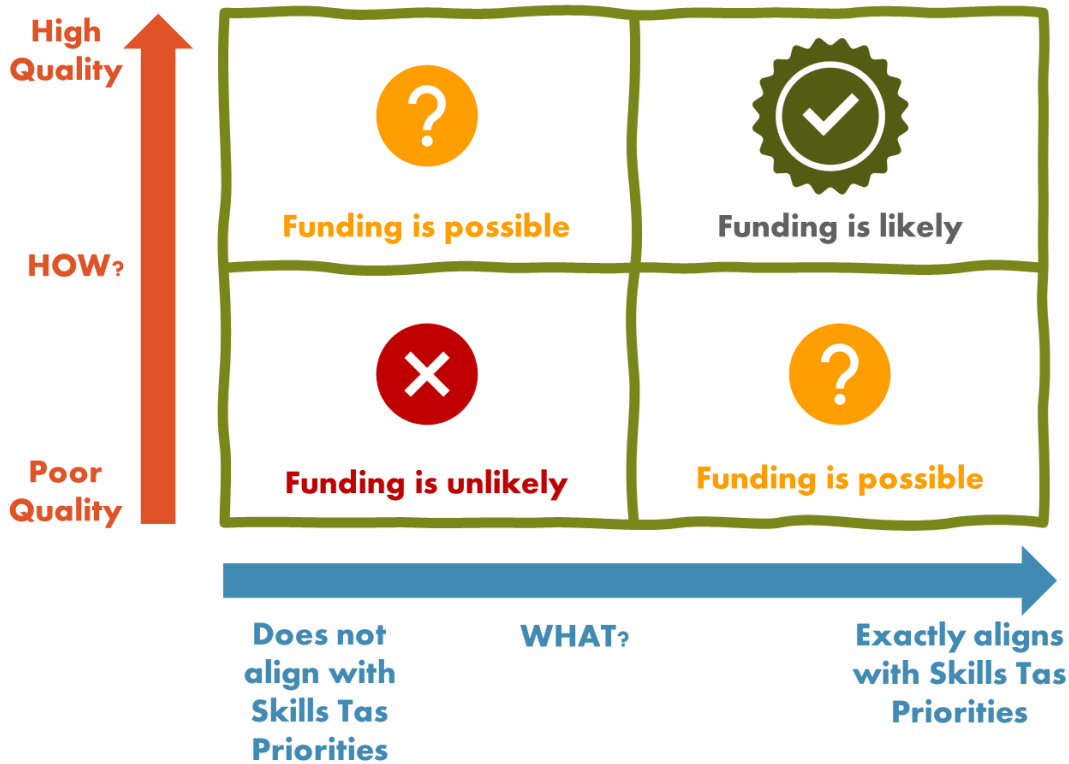 High
Quality
?
Funding is possible
Funding is likely
HOW?
?
Poor
Quality
Funding is unlikely
Funding is possible
Does not
align with
Skills Tas
Priorities
WHAT?
Exactly aligns
with Skills Tas
Priorities